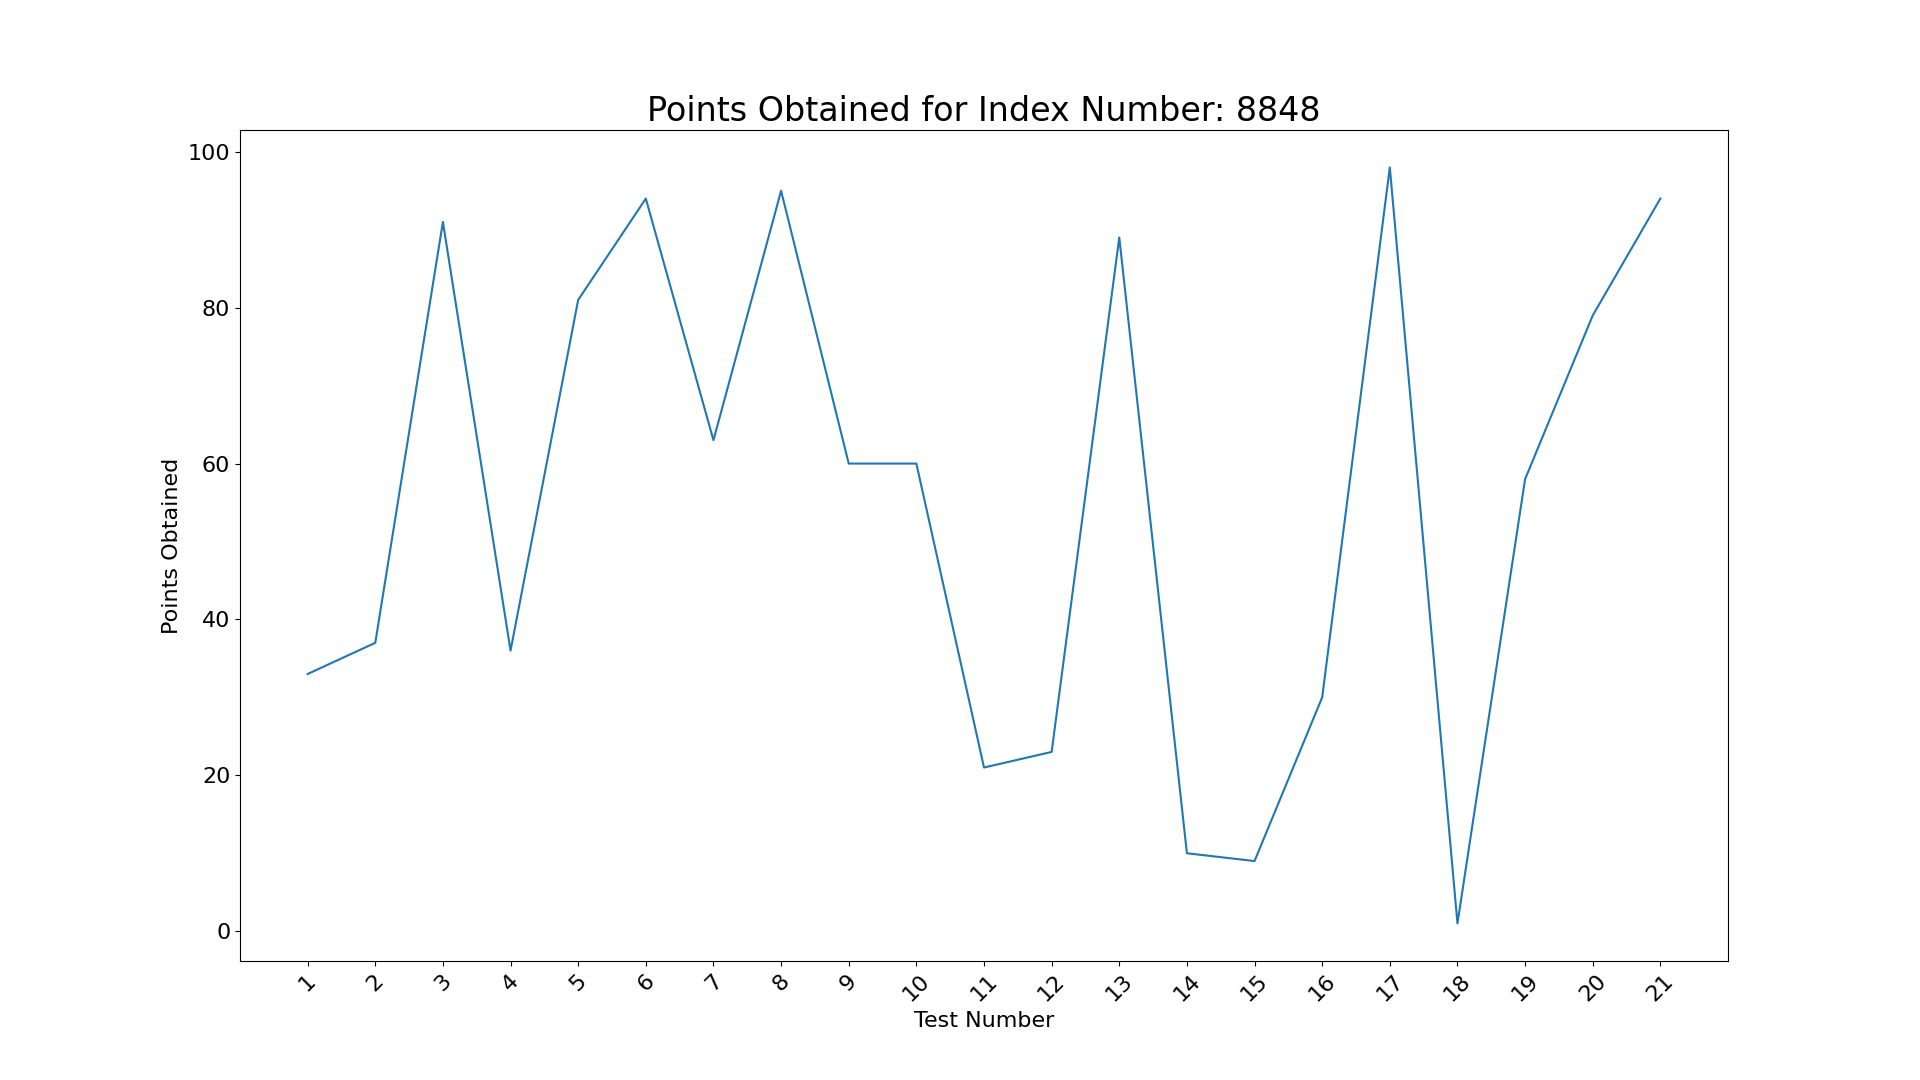 Points Obtained for Index Number: 8848
100
80
60
40
20
0
Points Obtained
1 2 3 4 5 6 7 8 9 10 11 12 13 14 15 16 17 18 19 20 21
Test Number